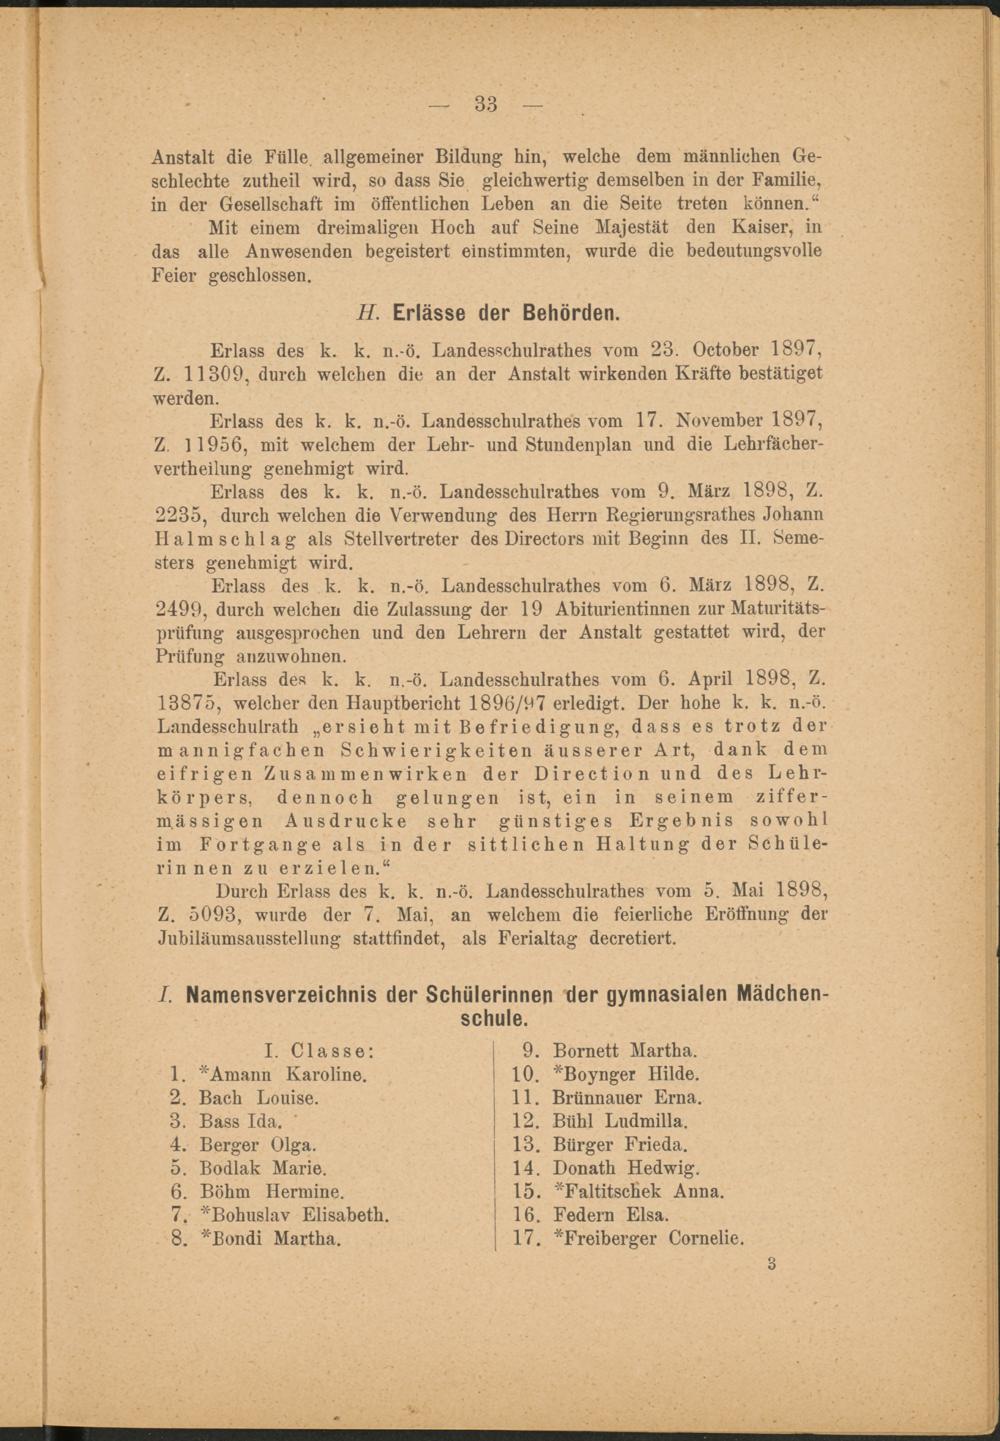 — 33 —
Anstalt die Fülle allgemeiner Bildung hin, welche dem männlichen Ge-
schlechte zutheil wird, so dass Sie gleichwertig demselben in der Familie,
in der Gesellschaft im öffentlichen Leben an die Seite treten können.“
Mit einem dreimaligen Hoch auf Seine Majestät den Kaiser, in
das alle Anwesenden begeistert einstimmten, wurde die bedeutungsvolle
Feier geschlossen.
H. Erlässe der Behörden.
Erlass des k. k. n.-ö. Landesschulrathes vom 23. October 1897,
Z. 11309, durch welchen die an der Anstalt wirkenden Kräfte bestätiget
werden.
Erlass des k. k. n.-ö. Landesschulrathes vom 17. November 1897,
Z. 11956, mit welchem der Lehr- und Stundenplan und die Lehrfächer-
vertheilung genehmigt wird.
Erlass des k. k. n.-ö. Landesschulrathes vom 9. März 1898, Z.
2235, durch welchen die Verwendung des Herrn Regierungsrathes Johann
Halmschlag als Stellvertreter des Directors mit Beginn des II. Seme-
sters genehmigt wird.
Erlass des k. k. n.-ö. Landesschulrathes vom 6. März 1898, Z.
2499, durch welchen die Zulassung der 19 Abiturientinnen zur Maturitäts-
prüfung ausgesprochen und den Lehrern der Anstalt gestattet wird, der
Prüfung anzuwohnen.
Erlass des k. k. n.-ö. Landesschulrathes vom 6. April 1898, Z.
13875, welcher den Hauptbericht 1896/97 erledigt. Der hohe k. k. n.-ö.
Landesschulrath „ersieht mit Befriedigung, dass es trotz der
mannigfachen Schwierigkeiten äusserer Art, dank dem
eifrigen Zusammenwirken der Direction und des Lehr-
körpers, dennoch gelungen ist, ein in seinem ziffer-
mässigen Ausdrucke sehr günstiges Ergebnis sowohl
im Fortgange als in der sittlichen Haltung der Schüle-
rinnen zu erzielen.“
Durch Erlass des k. k. n.-ö. Landesschulrathes vom 5. Mai 1898,
Z. 5093, wurde der 7. Mai, an welchem die feierliche Eröffnung der
Jubiläumsausstellung stattfindet, als Ferialtag decretiert.
I. Namensverzeichnis der Schülerinnen der gymnasialen Mädchen-
schule.
I. Classe:
1. *Amann Karoline.
2. Bach Louise.
3. Bass Ida.
4. Berger Olga.
5. Bodlak Marie.
6. Böhm Hermine.
7. *Bohuslav Elisabeth.
8. *Bondi Martha.
9. Bornett Martha.
10. *Boynger Hilde.
11. Brünnauer Erna.
12. Bühl Ludmilla.
13. Bürger Frieda.
14. Donath Hedwig.
15. *Faltitschek Anna.
16. Federn Elsa.
17. *Freiberger Cornelie.
3